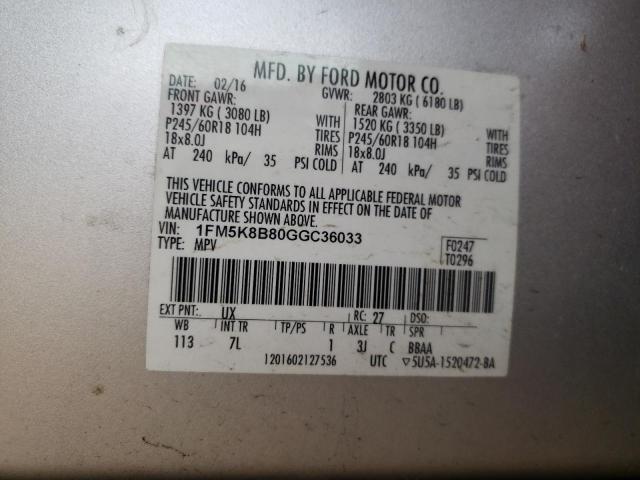 MFD. BY FORD MOTOR CO.
DATE: 02/16 GVWR: 2803 KG ( 6180 LB)
FRONT GAWR: REAR GAWR:
1397 KG ( 3080 LB) WITH 1520 KG ( 3350 LB) WITH
P245/60R18 104H TIRES P245/60R18 104H TIRES
18x8.0J RIMS 18x8.0J RIMS
AT 240 kPa/ 35 PSI COLD AT 240 kPa/ 35 PSI COLD
THIS VEHICLE CONFORMS TO ALL APPLICABLE FEDERAL MOTOR
VEHICLE SAFETY STANDARDS IN EFFECT ON THE DATE OF
MANUFACTURE SHOWN ABOVE.
VIN: 1FM5K8B80GGC36033
TYPE: MPV F0247
T0296
EXT PNT: UX RC: 27 DSO:
WB INT TR TP/PS R AXLE TR SPR
113 7L 1 3J C BBAA
1201602127536 UTC ▽5U5A-1520472-BA